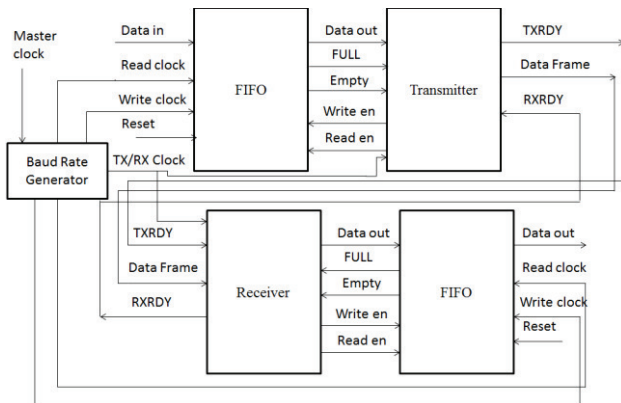 Master
clock
Data in
Read clock
Write clock
Reset
FIFO
Data out
FULL
Empty
Write en
Read en
Transmitter
TXRDY
Data Frame
RXRDY
Baud Rate
Generator
TX/RX Clock
TXRDY
Data Frame
RXRDY
Receiver
Data out
FULL
Empty
Write en
Read en
FIFO
Data out
Read clock
Write clock
Reset